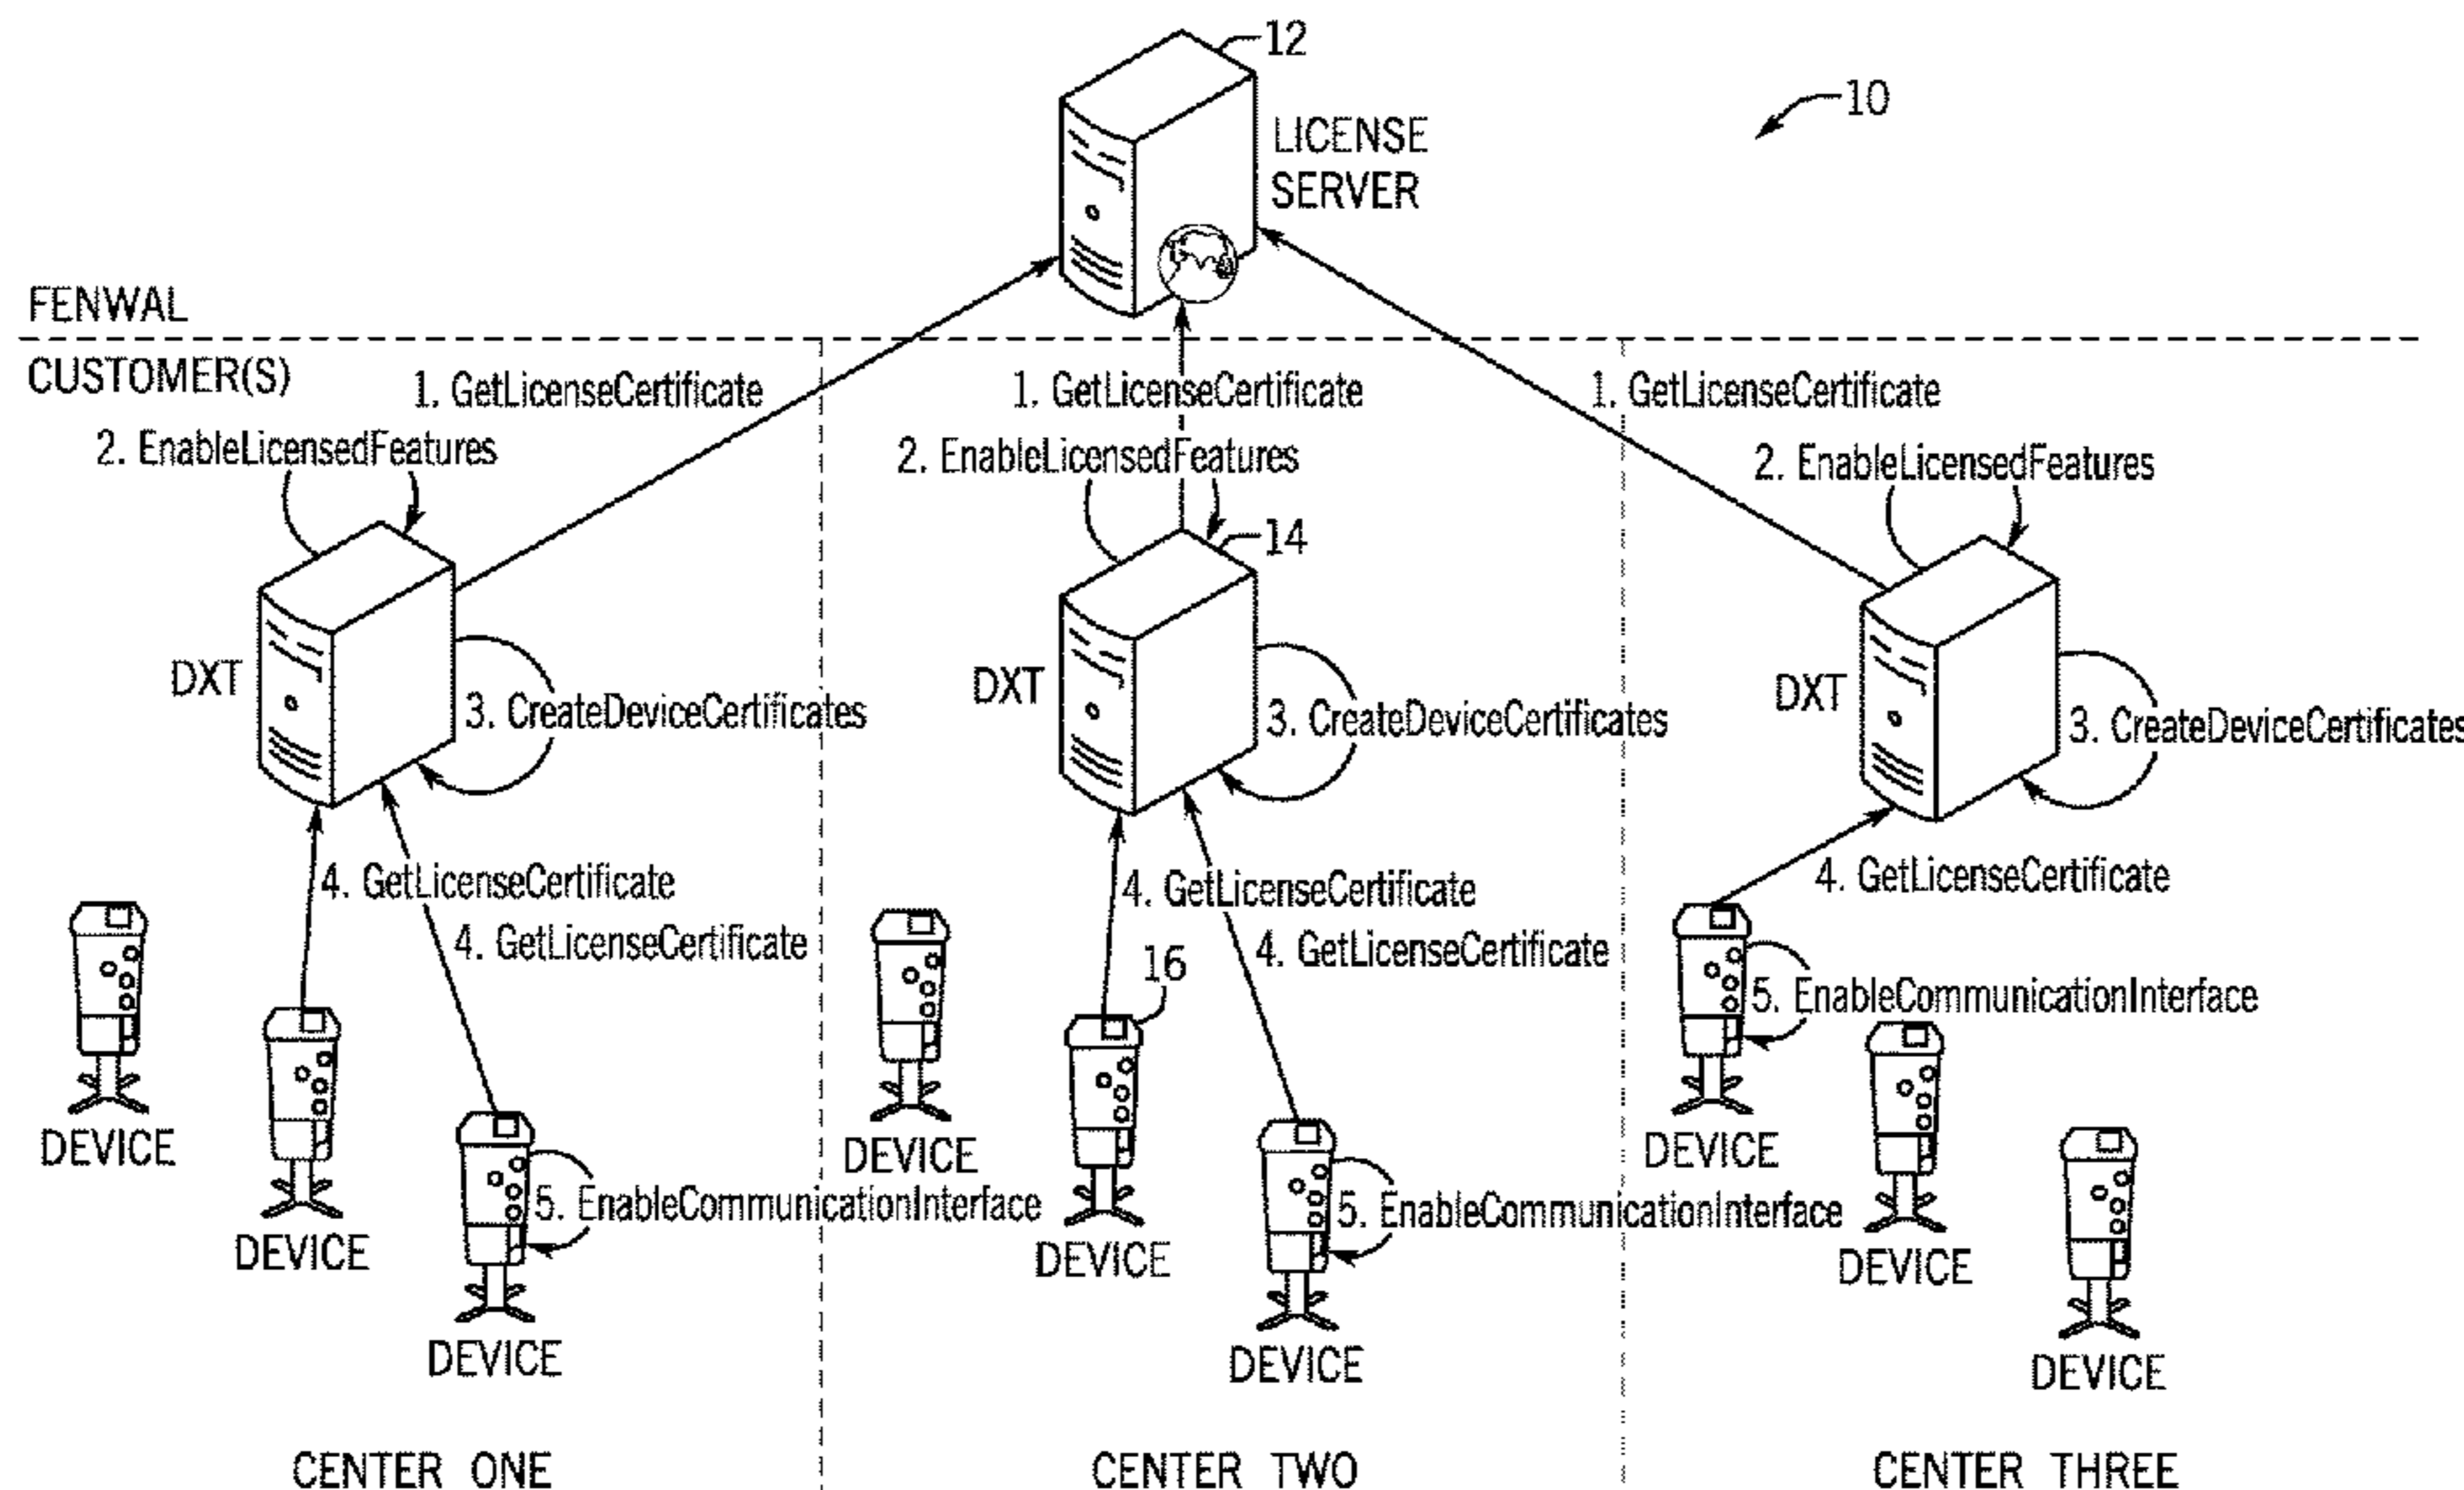 12
10
LICENSE
SERVER
FENWAL
CUSTOMER(S)
1. GetLicenseCertificate
1. GetLicenseCertificate
1. GetLicenseCertificate
2. EnableLicensedFeatures
2. EnableLicensedFeatures
2. EnableLicensedFeatures
14
DXT
DXT
DXT
3. CreateDeviceCertificates
3. CreateDeviceCertificates
3. CreateDeviceCertificates
4. GetLicenseCertificate
4. GetLicenseCertificate
4. GetLicenseCertificate
4. GetLicenseCertificate
4. GetLicenseCertificate
16
5. EnableCommunicationInterface
DEVICE
DEVICE
DEVICE
5. EnableCommunicationInterface
5. EnableCommunicationInterface
DEVICE
DEVICE
DEVICE
DEVICE
DEVICE
DEVICE
CENTER ONE
CENTER TWO
CENTER THREE